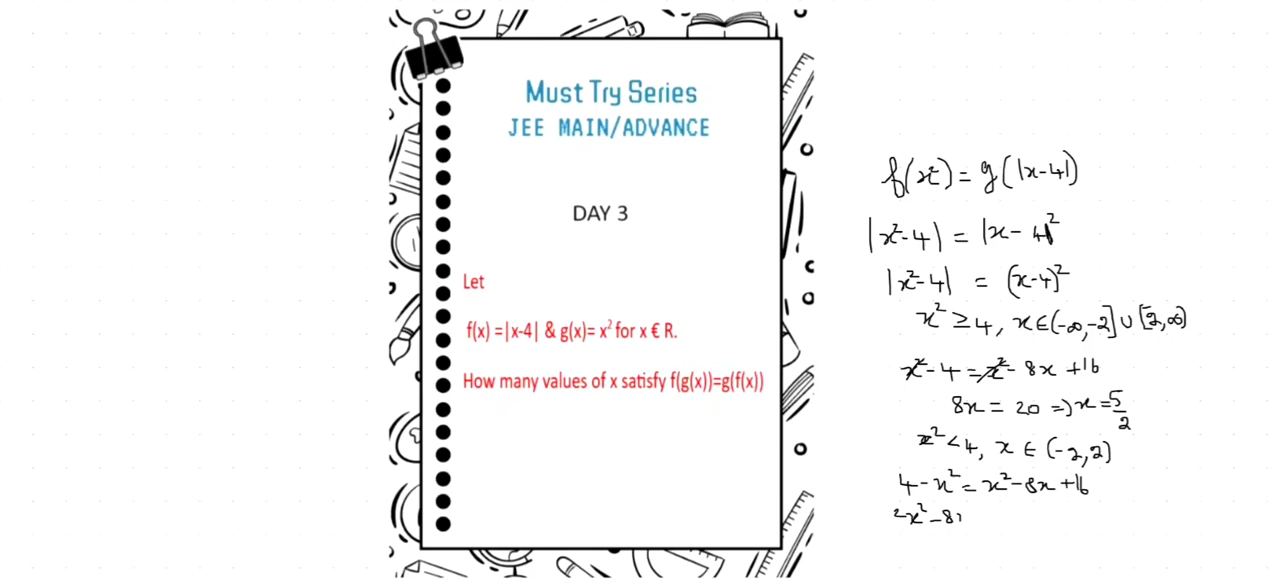 Must Try Series
JEE MAIN/ADVANCE
DAY 3
Let
f(x) =|x-4| & g(x)= x² for x € R.
How many values of x satisfy f(g(x))=g(f(x))
f(x²) = g(|x-4|)
|x²-4| = |x-4|²
|x²-4| = (x-4)²
x² ≥ 4, x ∈ (-∞,-2] ∪ [2,∞)
x²-4 = x² - 8x + 16
8x = 20 => x = 5/2
x² < 4, x ∈ (-2,2)
4-x² = x²-8x+16
2x²-8x